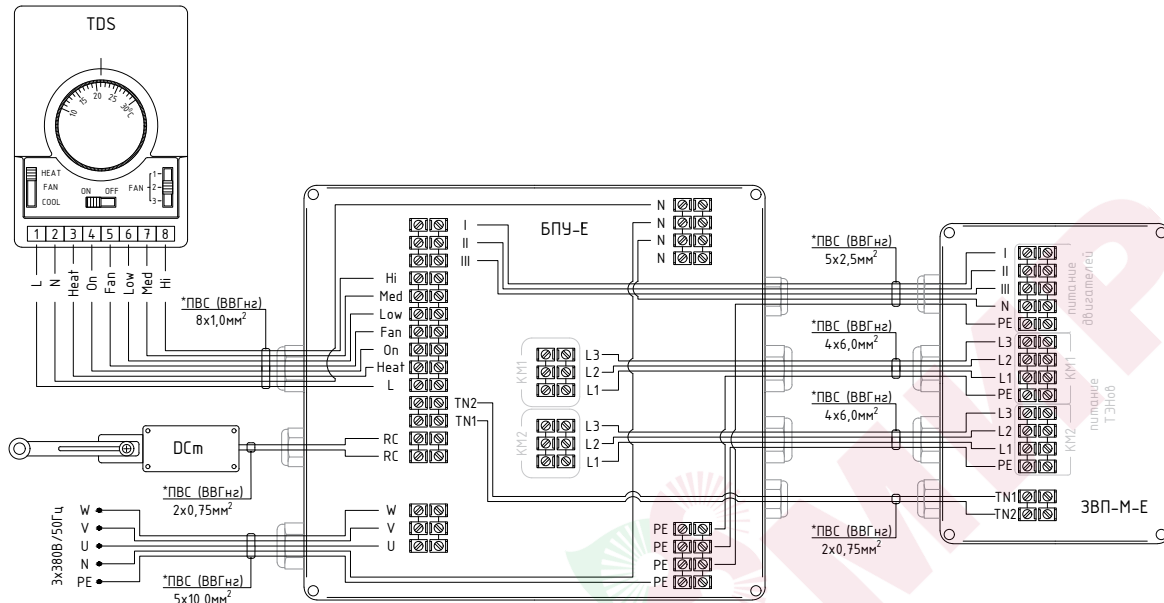 TDS
10 15 20 25 30°C
HEAT
FAN
COOL
ON OFF
FAN
1
2
3
1 2 3 4 5 6 7 8
L N Heat On Fan Low Med Hi
*ПВС (ВВГнг)
8х1,0мм²
DCm
*ПВС (ВВГнг)
2х0,75мм²
3х380В/50Гц
W
V
U
N
PE
*ПВС (ВВГнг)
5х10,0мм²
БПУ-Е
I
II
III
Hi
Med
Low
Fan
On
Heat
L
TN2
TN1
RC
RC
W
V
U
N
N
N
N
KM1
L3
L2
L1
KM2
L3
L2
L1
PE
PE
PE
PE
*ПВС (ВВГнг)
5х2,5мм²
*ПВС (ВВГнг)
4х6,0мм²
*ПВС (ВВГнг)
4х6,0мм²
*ПВС (ВВГнг)
2х0,75мм²
I
II
III
N
PE
L3
L2
L1
PE
L3
L2
L1
PE
TN1
TN2
питание
двигателей
KM1
KM2
питание
ТЭНов
ЗВП-М-Е
МИР